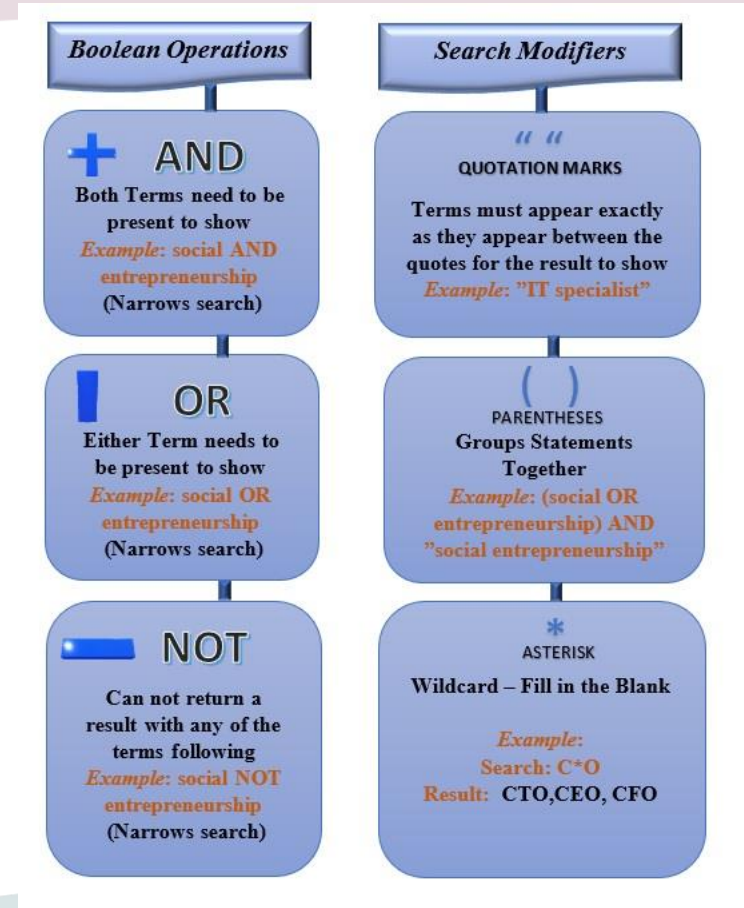 Boolean Operations
AND
Both Terms need to be
present to show
Example: social AND
entrepreneurship
(Narrows search)
OR
Either Term needs to
be present to show
Example: social OR
entrepreneurship
(Narrows search)
NOT
Can not return a
result with any of the
terms following
Example: social NOT
entrepreneurship
(Narrows search)
Search Modifiers
“ “
QUOTATION MARKS
Terms must appear exactly
as they appear between the
quotes for the result to show
Example: ”IT specialist”
( )
PARENTHESES
Groups Statements
Together
Example: (social OR
entrepreneurship) AND
”social entrepreneurship”
*
ASTERISK
Wildcard – Fill in the Blank
Example:
Search: C*O
Result: CTO,CEO, CFO